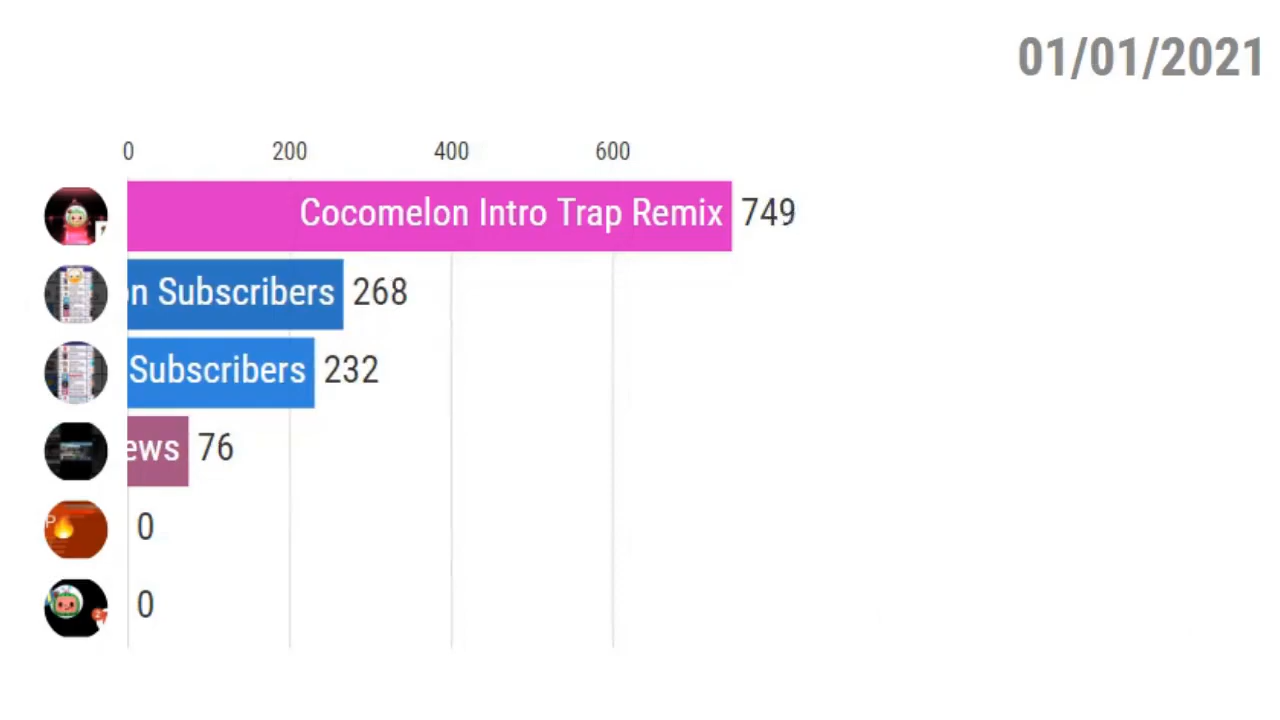 01/01/2021
0 200 400 600
Cocomelon Intro Trap Remix 749
n Subscribers 268
Subscribers 232
ews 76
P
0
0